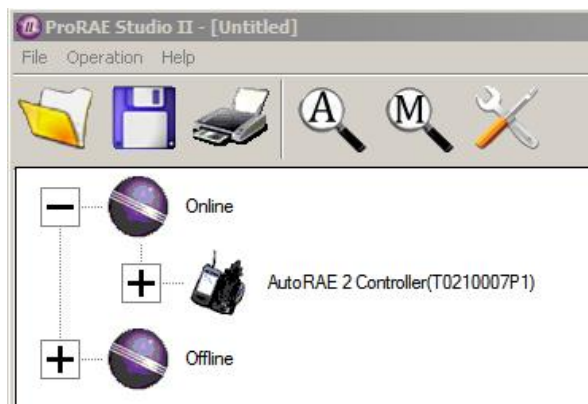 ProRAE Studio II - [Untitled]
File Operation Help
A M
Online
AutoRAE 2 Controller(T0210007P1)
Offline